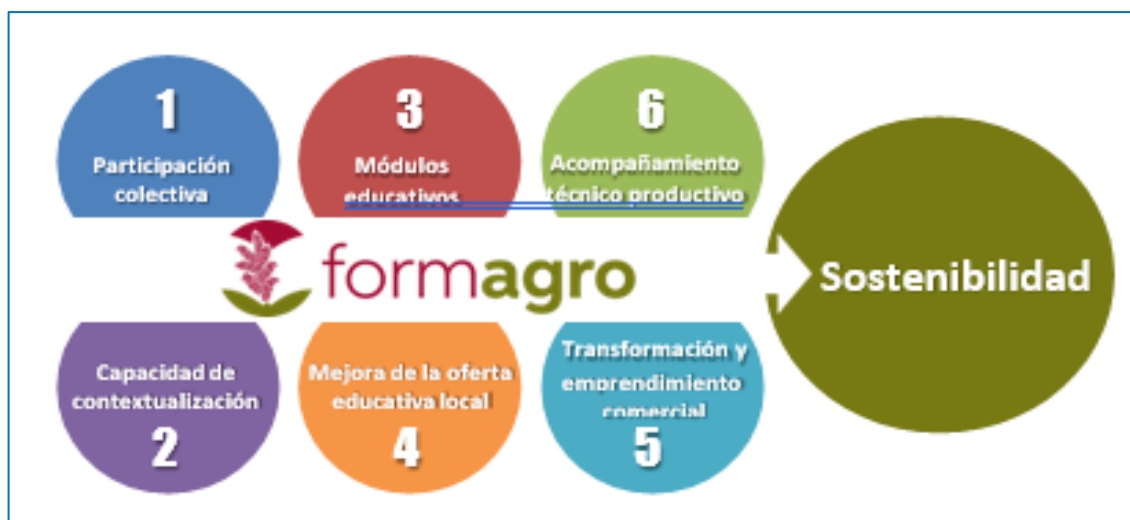 1
Participación
colectiva
3
Módulos
educativos
6
Acompañamiento
técnico productivo
formagro
Sostenibilidad
Capacidad de
contextualización
2
Mejora de la oferta
educativa local
4
Transformación y
emprendimiento
comercial
5